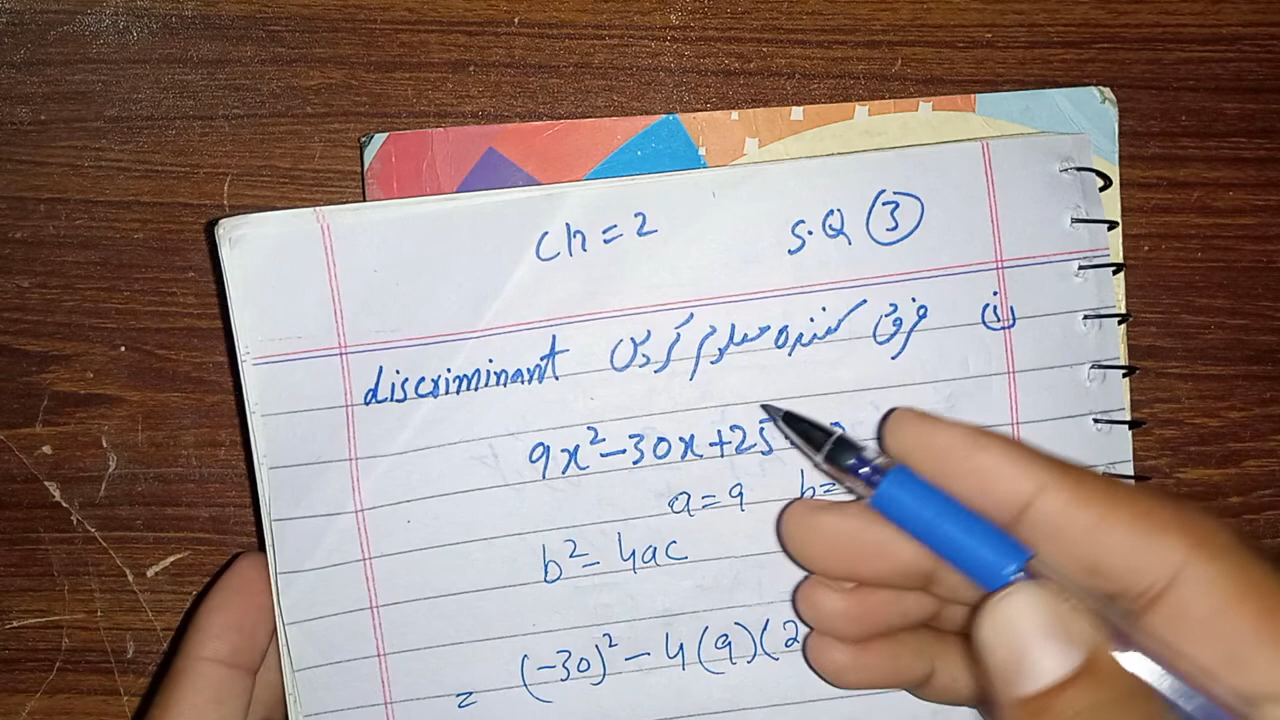 Ch = 2 S.Q ③
(i) فرق کنندہ معلوم کریں discriminant
9x² - 30x + 25
a = 9 b =
b² - 4ac
= (-30)² - 4(9)(2